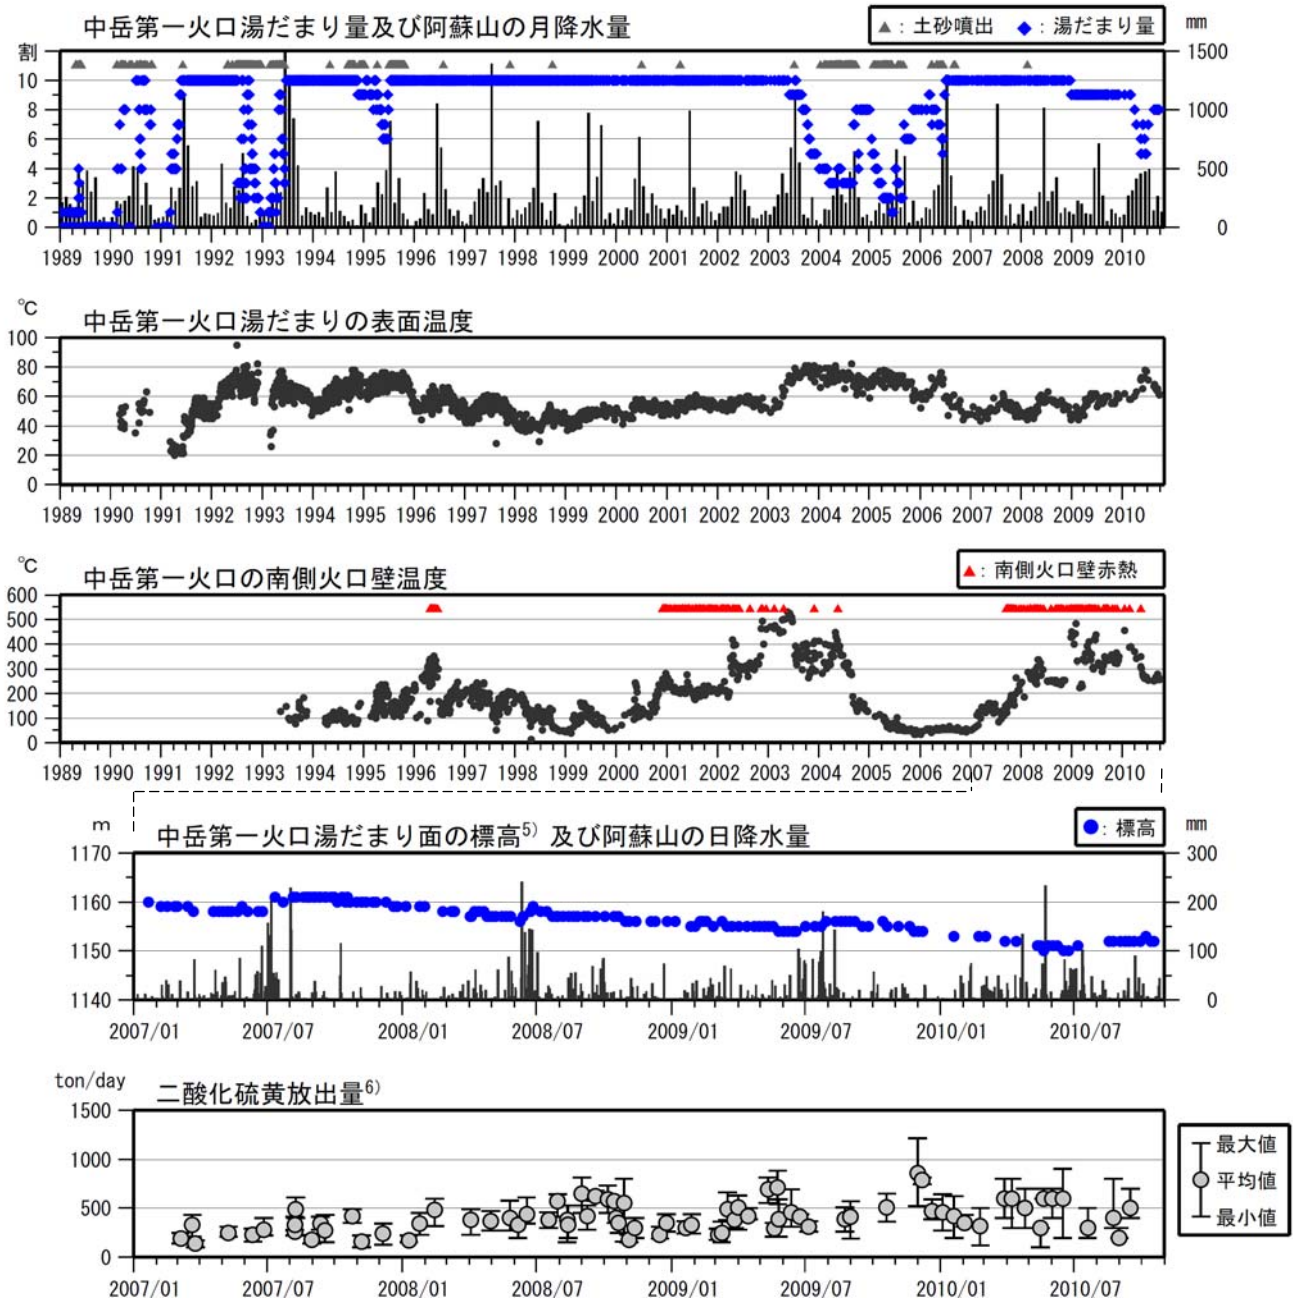 中岳第一火口湯だまり量及び阿蘇山の月降水量
▲：土砂噴出 ◆：湯だまり量
割
mm
10
8
6
4
2
0
1500
1000
500
0
1989 1990 1991 1992 1993 1994 1995 1996 1997 1998 1999 2000 2001 2002 2003 2004 2005 2006 2007 2008 2009 2010
℃
中岳第一火口湯だまりの表面温度
100
80
60
40
20
0
1989 1990 1991 1992 1993 1994 1995 1996 1997 1998 1999 2000 2001 2002 2003 2004 2005 2006 2007 2008 2009 2010
℃
中岳第一火口の南側火口壁温度
▲：南側火口壁赤熱
600
500
400
300
200
100
0
1989 1990 1991 1992 1993 1994 1995 1996 1997 1998 1999 2000 2001 2002 2003 2004 2005 2006 2007 2008 2009 2010
m
中岳第一火口湯だまり面の標高5) 及び阿蘇山の日降水量
●：標高
mm
1170
1160
1150
1140
300
200
100
0
2007/01 2007/07 2008/01 2008/07 2009/01 2009/07 2010/01 2010/07
ton/day
二酸化硫黄放出量6)
1500
1000
500
0
最大値
平均値
最小値
2007/01 2007/07 2008/01 2008/07 2009/01 2009/07 2010/01 2010/07